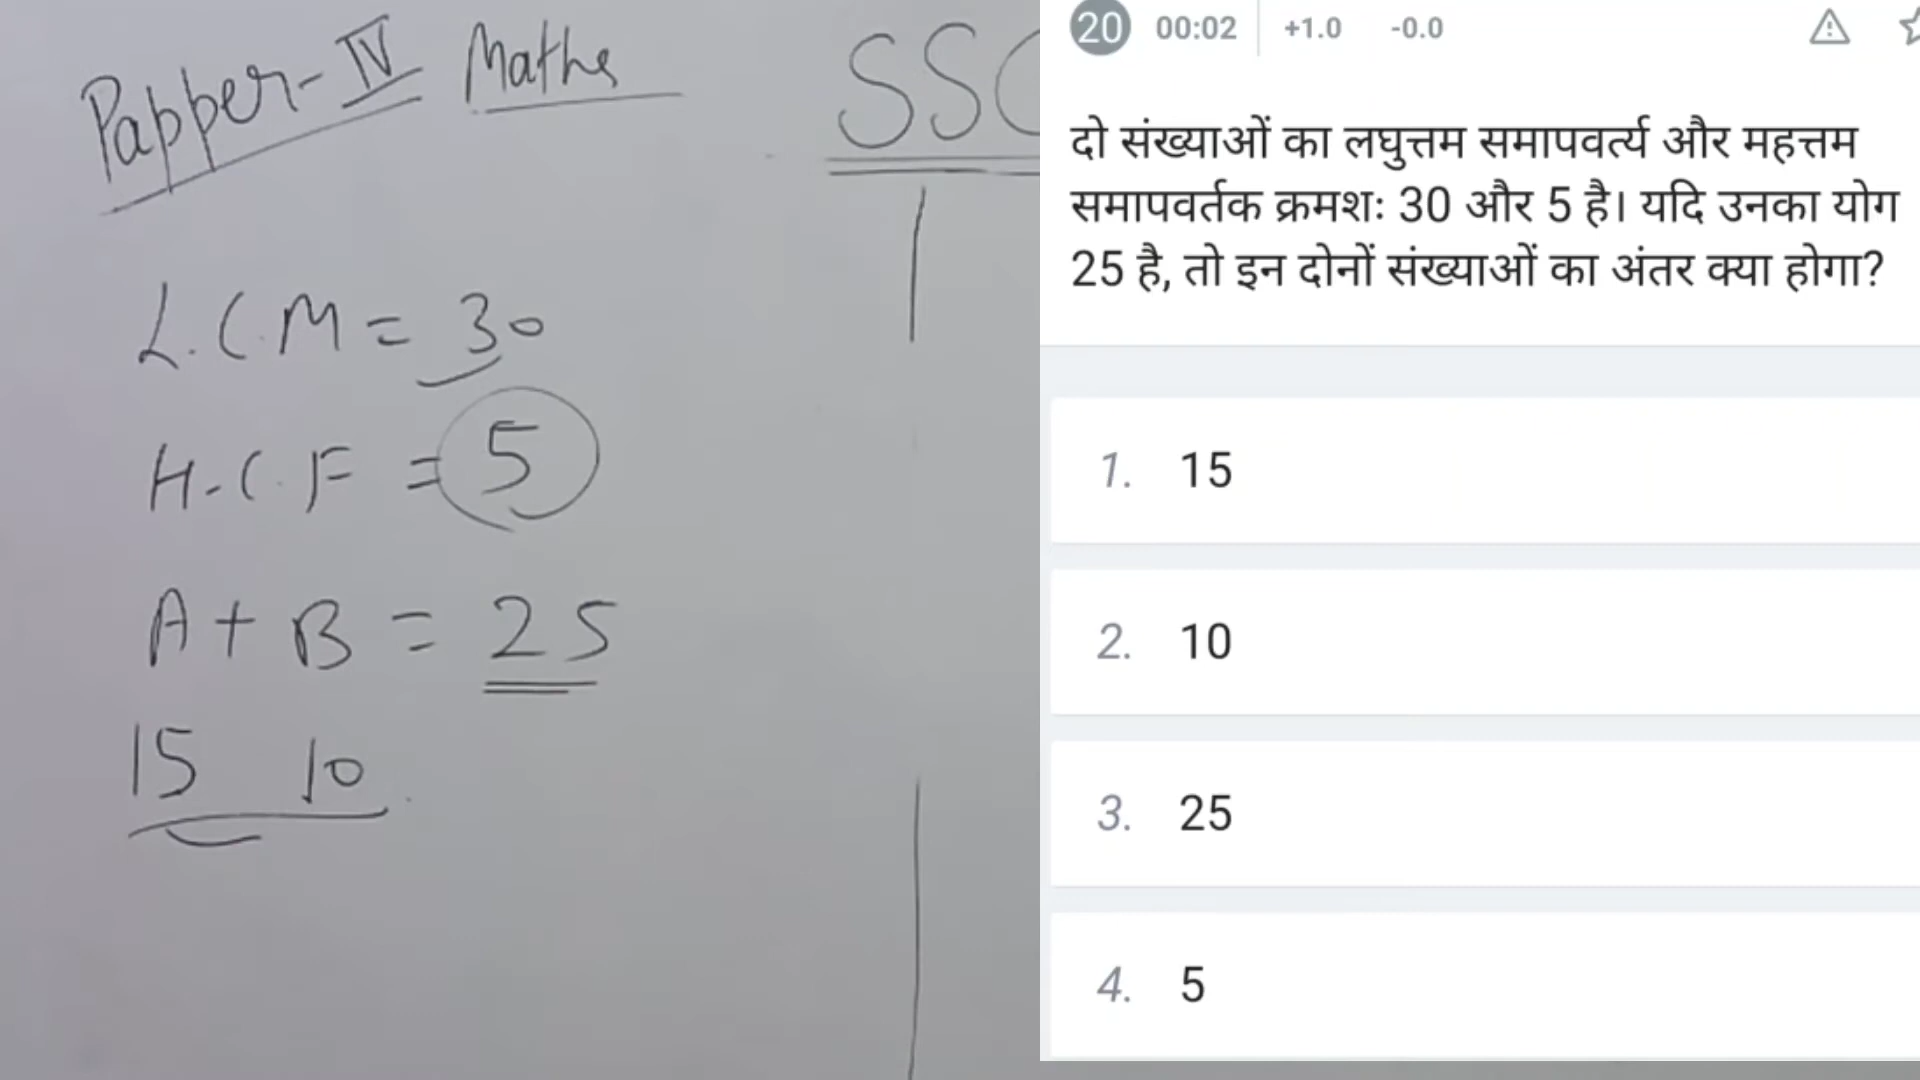 Papper-IV Maths
SSC
L.C.M = 30
H.C.F = 5
A + B = 25
15 10
20 00:02 +1.0 -0.0
दो संख्याओं का लघुत्तम समापवर्त्य और महत्तम
समापवर्तक क्रमशः 30 और 5 है। यदि उनका योग
25 है, तो इन दोनों संख्याओं का अंतर क्या होगा?
1. 15
2. 10
3. 25
4. 5